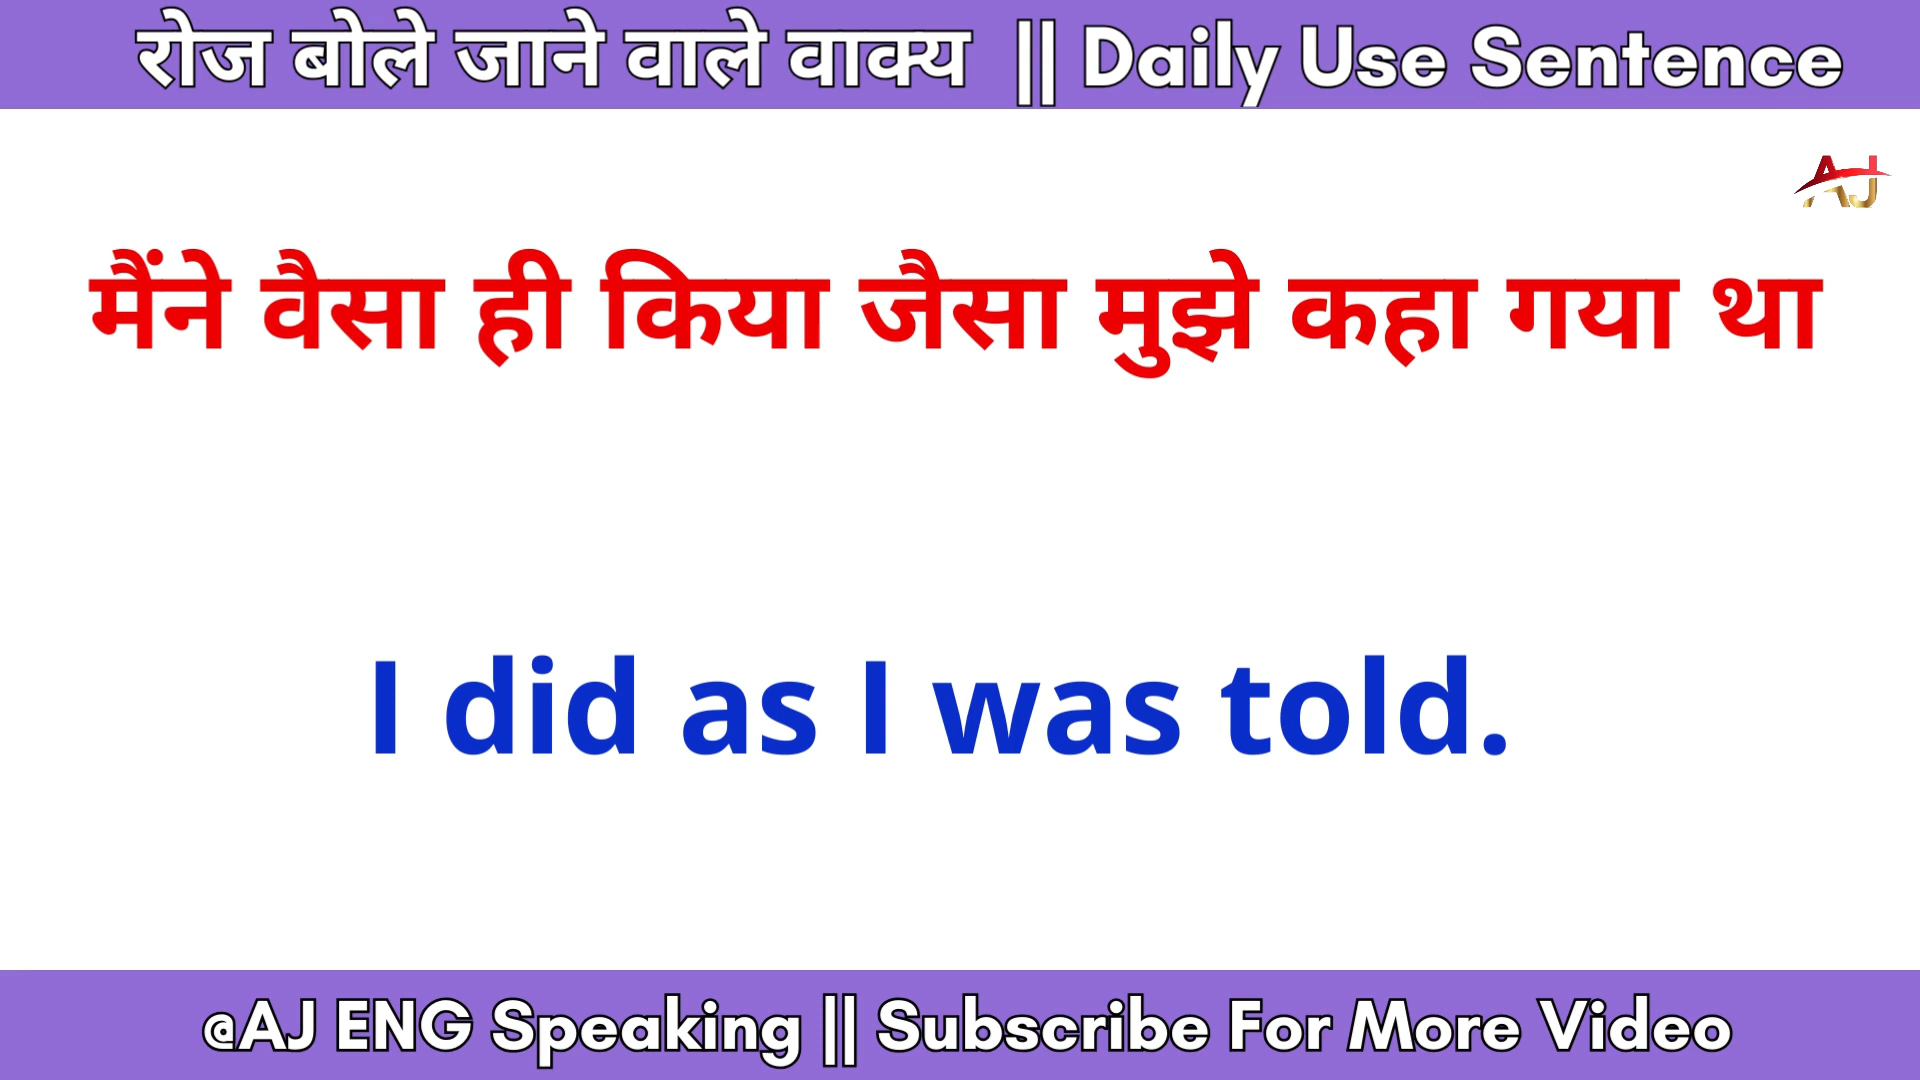 रोज बोले जाने वाले वाक्य || Daily Use Sentence
AJ
मैंने वैसा ही किया जैसा मुझे कहा गया था
I did as I was told.
@AJ ENG Speaking || Subscribe For More Video